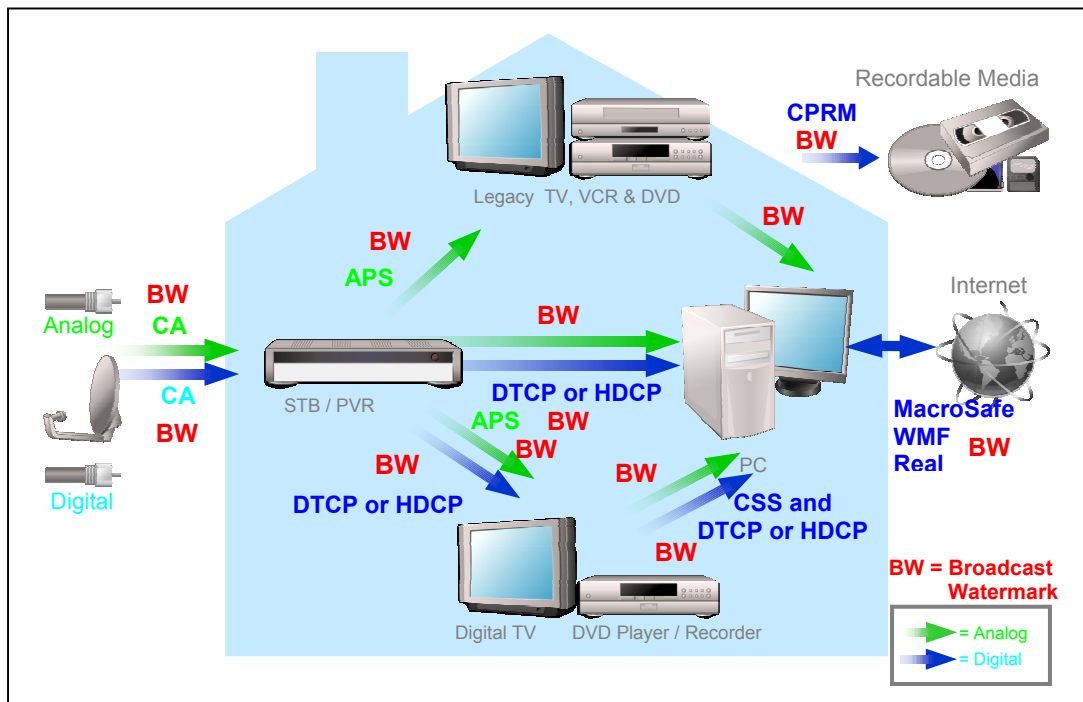 Recordable Media
CPRM
BW
Legacy TV, VCR & DVD
BW
BW
APS
BW
Analog
CA
BW
Internet
STB / PVR
DTCP or HDCP
CA
BW
APS
BW
BW
MacroSafe
WMF
BW
Real
Digital
BW
DTCP or HDCP
BW
PC
CSS and
DTCP or HDCP
BW
BW = Broadcast
Watermark
Digital TV
DVD Player / Recorder
= Analog
= Digital